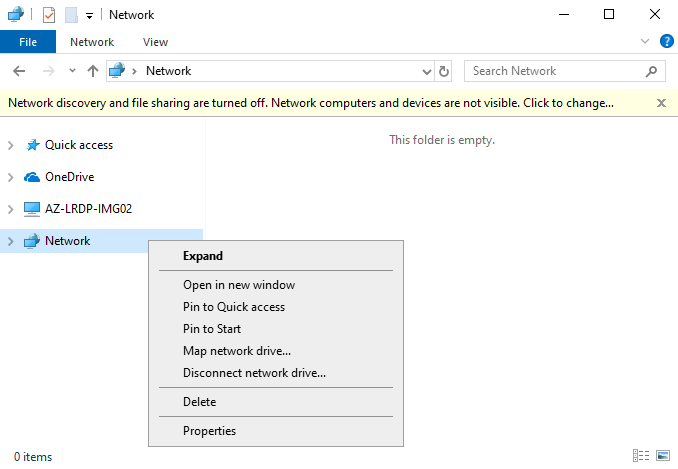 Network
File Network View
Network Search Network
Network discovery and file sharing are turned off. Network computers and devices are not visible. Click to change...
Quick access
This folder is empty.
OneDrive
AZ-LRDP-IMG02
Network
Expand
Open in new window
Pin to Quick access
Pin to Start
Map network drive...
Disconnect network drive...
Delete
Properties
0 items